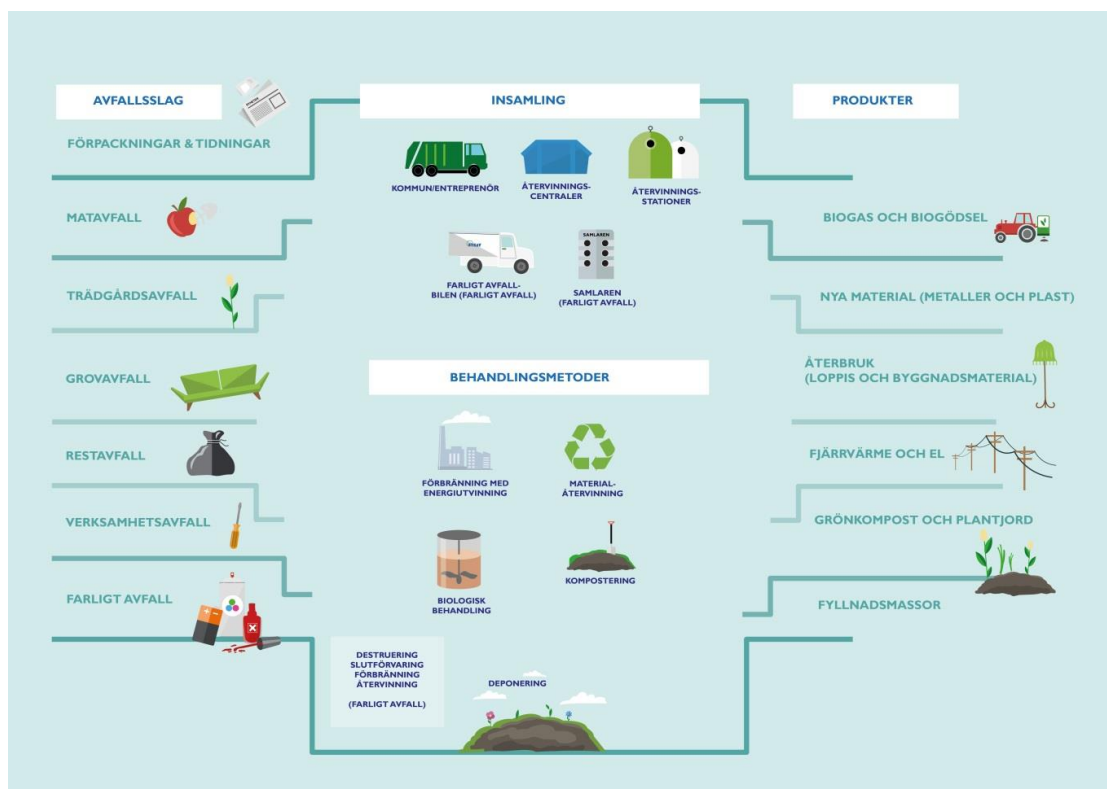 AVFALLSSLAG
FÖRPACKNINGAR & TIDNINGAR
MATAVFALL
TRÄDGÅRDSAVFALL
GROVAVFALL
RESTAVFALL
VERKSAMHETSAVFALL
FARLIGT AVFALL
INSAMLING
KOMMUN/ENTREPRENÖR
ÅTERVINNINGS-
CENTRALER
ÅTERVINNINGS-
STATIONER
FARLIGT AVFALL-
BILEN (FARLIGT AVFALL)
SAMLAREN
SAMLAREN
(FARLIGT AVFALL)
BEHANDLINGSMETODER
FÖRBRÄNNING MED
ENERGIUTVINNING
MATERIAL-
ÅTERVINNING
BIOLOGISK
BEHANDLING
KOMPOSTERING
DESTRUERING
SLUTFÖRVARING
FÖRBRÄNNING
ÅTERVINNING
(FARLIGT AVFALL)
DEPONERING
PRODUKTER
BIOGAS OCH BIOGÖDSEL
NYA MATERIAL (METALLER OCH PLAST)
ÅTERBRUK
(LOPPIS OCH BYGGNADSMATERIAL)
FJÄRRVÄRME OCH EL
GRÖNKOMPOST OCH PLANTJORD
FYLLNADSMASSOR